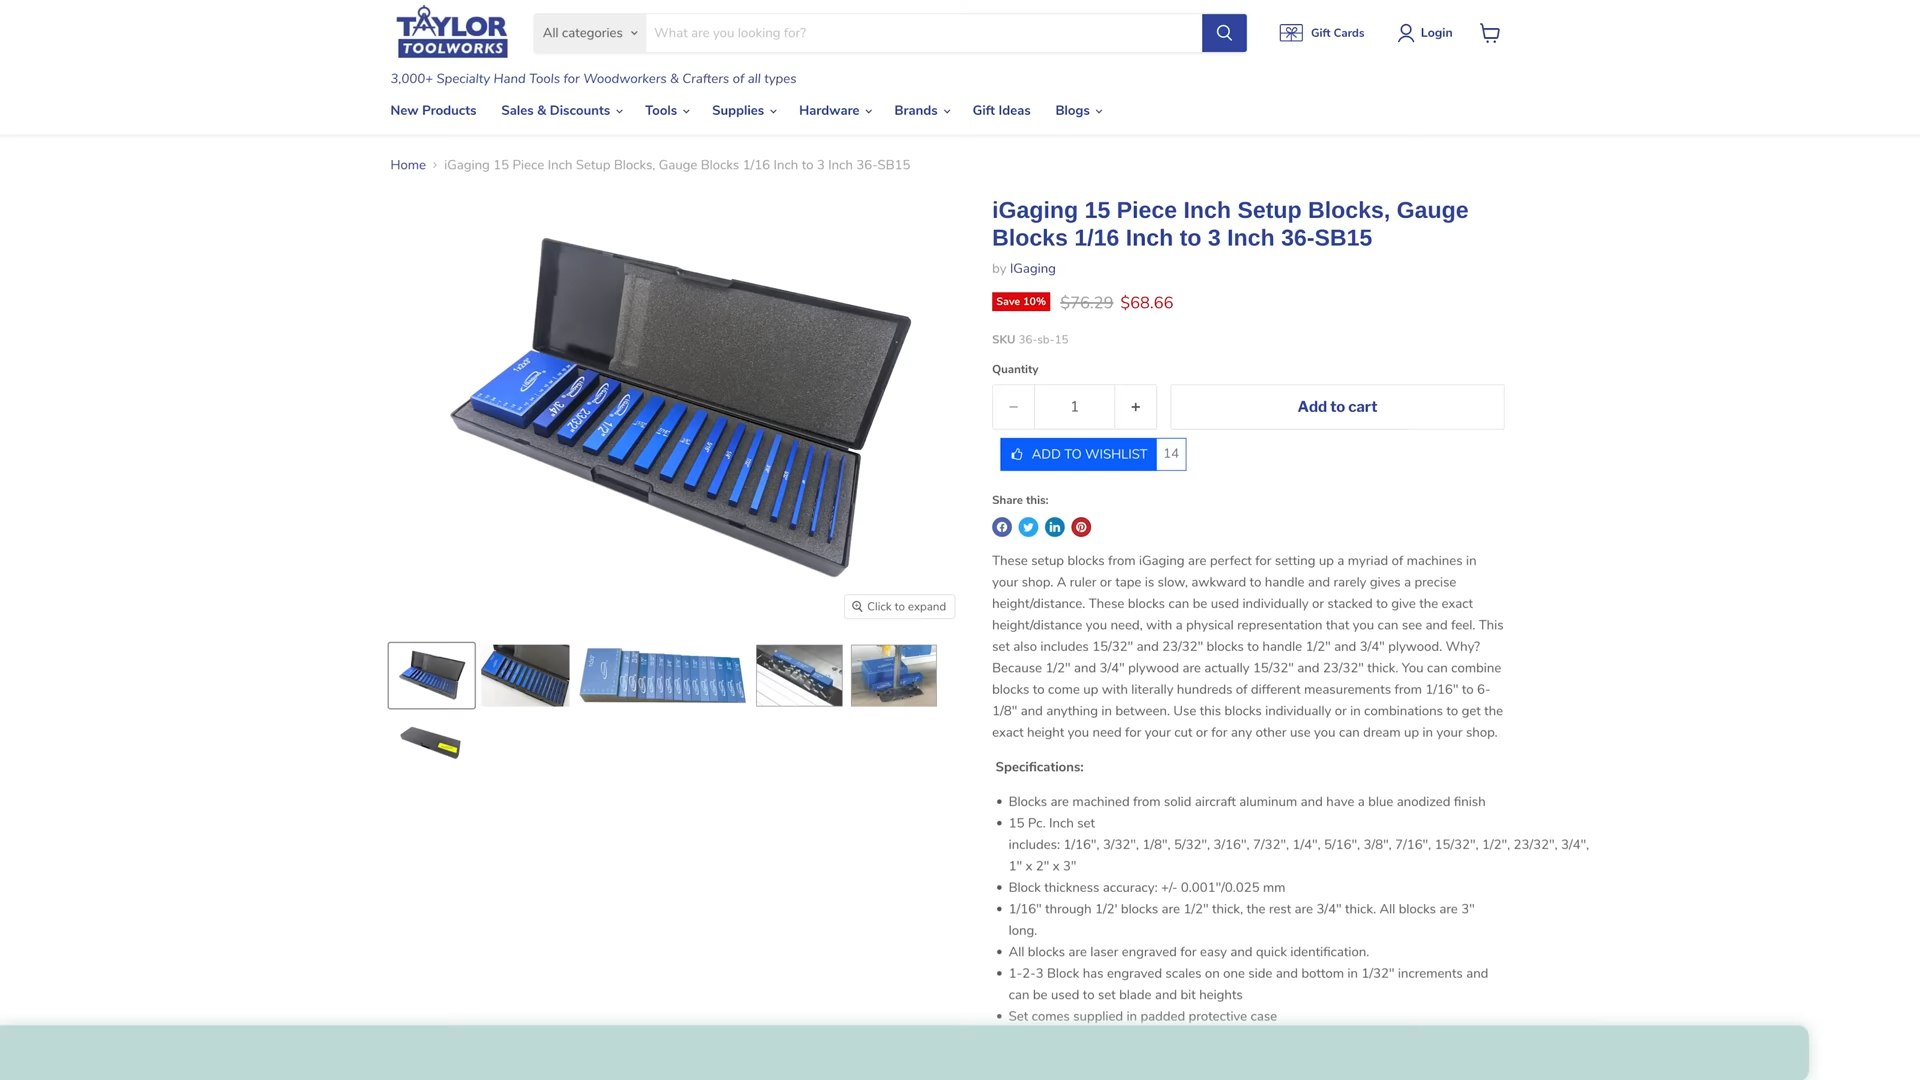 TAYLOR
TOOLWORKS
All categories
What are you looking for?
Gift Cards
Login
3,000+ Specialty Hand Tools for Woodworkers & Crafters of all types
New Products
Sales & Discounts
Tools
Supplies
Hardware
Brands
Gift Ideas
Blogs
Home > iGaging 15 Piece Inch Setup Blocks, Gauge Blocks 1/16 Inch to 3 Inch 36-SB15
1x2x3"
3/4"
23/32"
1/2"
iGaging 15 Piece Inch Setup Blocks, Gauge
Blocks 1/16 Inch to 3 Inch 36-SB15
by IGaging
Save 10% $76.29 $68.66
SKU 36-sb-15
Quantity
− 1 + Add to cart
ADD TO WISHLIST 14
Share this:
Click to expand
These setup blocks from iGaging are perfect for setting up a myriad of machines in
your shop. A ruler or tape is slow, awkward to handle and rarely gives a precise
height/distance. These blocks can be used individually or stacked to give the exact
height/distance you need, with a physical representation that you can see and feel. This
set also includes 15/32" and 23/32" blocks to handle 1/2" and 3/4" plywood. Why?
Because 1/2" and 3/4" plywood are actually 15/32" and 23/32" thick. You can combine
blocks to come up with literally hundreds of different measurements from 1/16" to 6-
1/8" and anything in between. Use this blocks individually or in combinations to get the
exact height you need for your cut or for any other use you can dream up in your shop.
Specifications:
• Blocks are machined from solid aircraft aluminum and have a blue anodized finish
• 15 Pc. Inch set
includes: 1/16", 3/32", 1/8", 5/32", 3/16", 7/32", 1/4", 5/16", 3/8", 7/16", 15/32", 1/2", 23/32", 3/4",
1" x 2" x 3"
• Block thickness accuracy: +/- 0.001"/0.025 mm
• 1/16" through 1/2' blocks are 1/2" thick, the rest are 3/4" thick. All blocks are 3"
long.
• All blocks are laser engraved for easy and quick identification.
• 1-2-3 Block has engraved scales on one side and bottom in 1/32" increments and
can be used to set blade and bit heights
• Set comes supplied in padded protective case